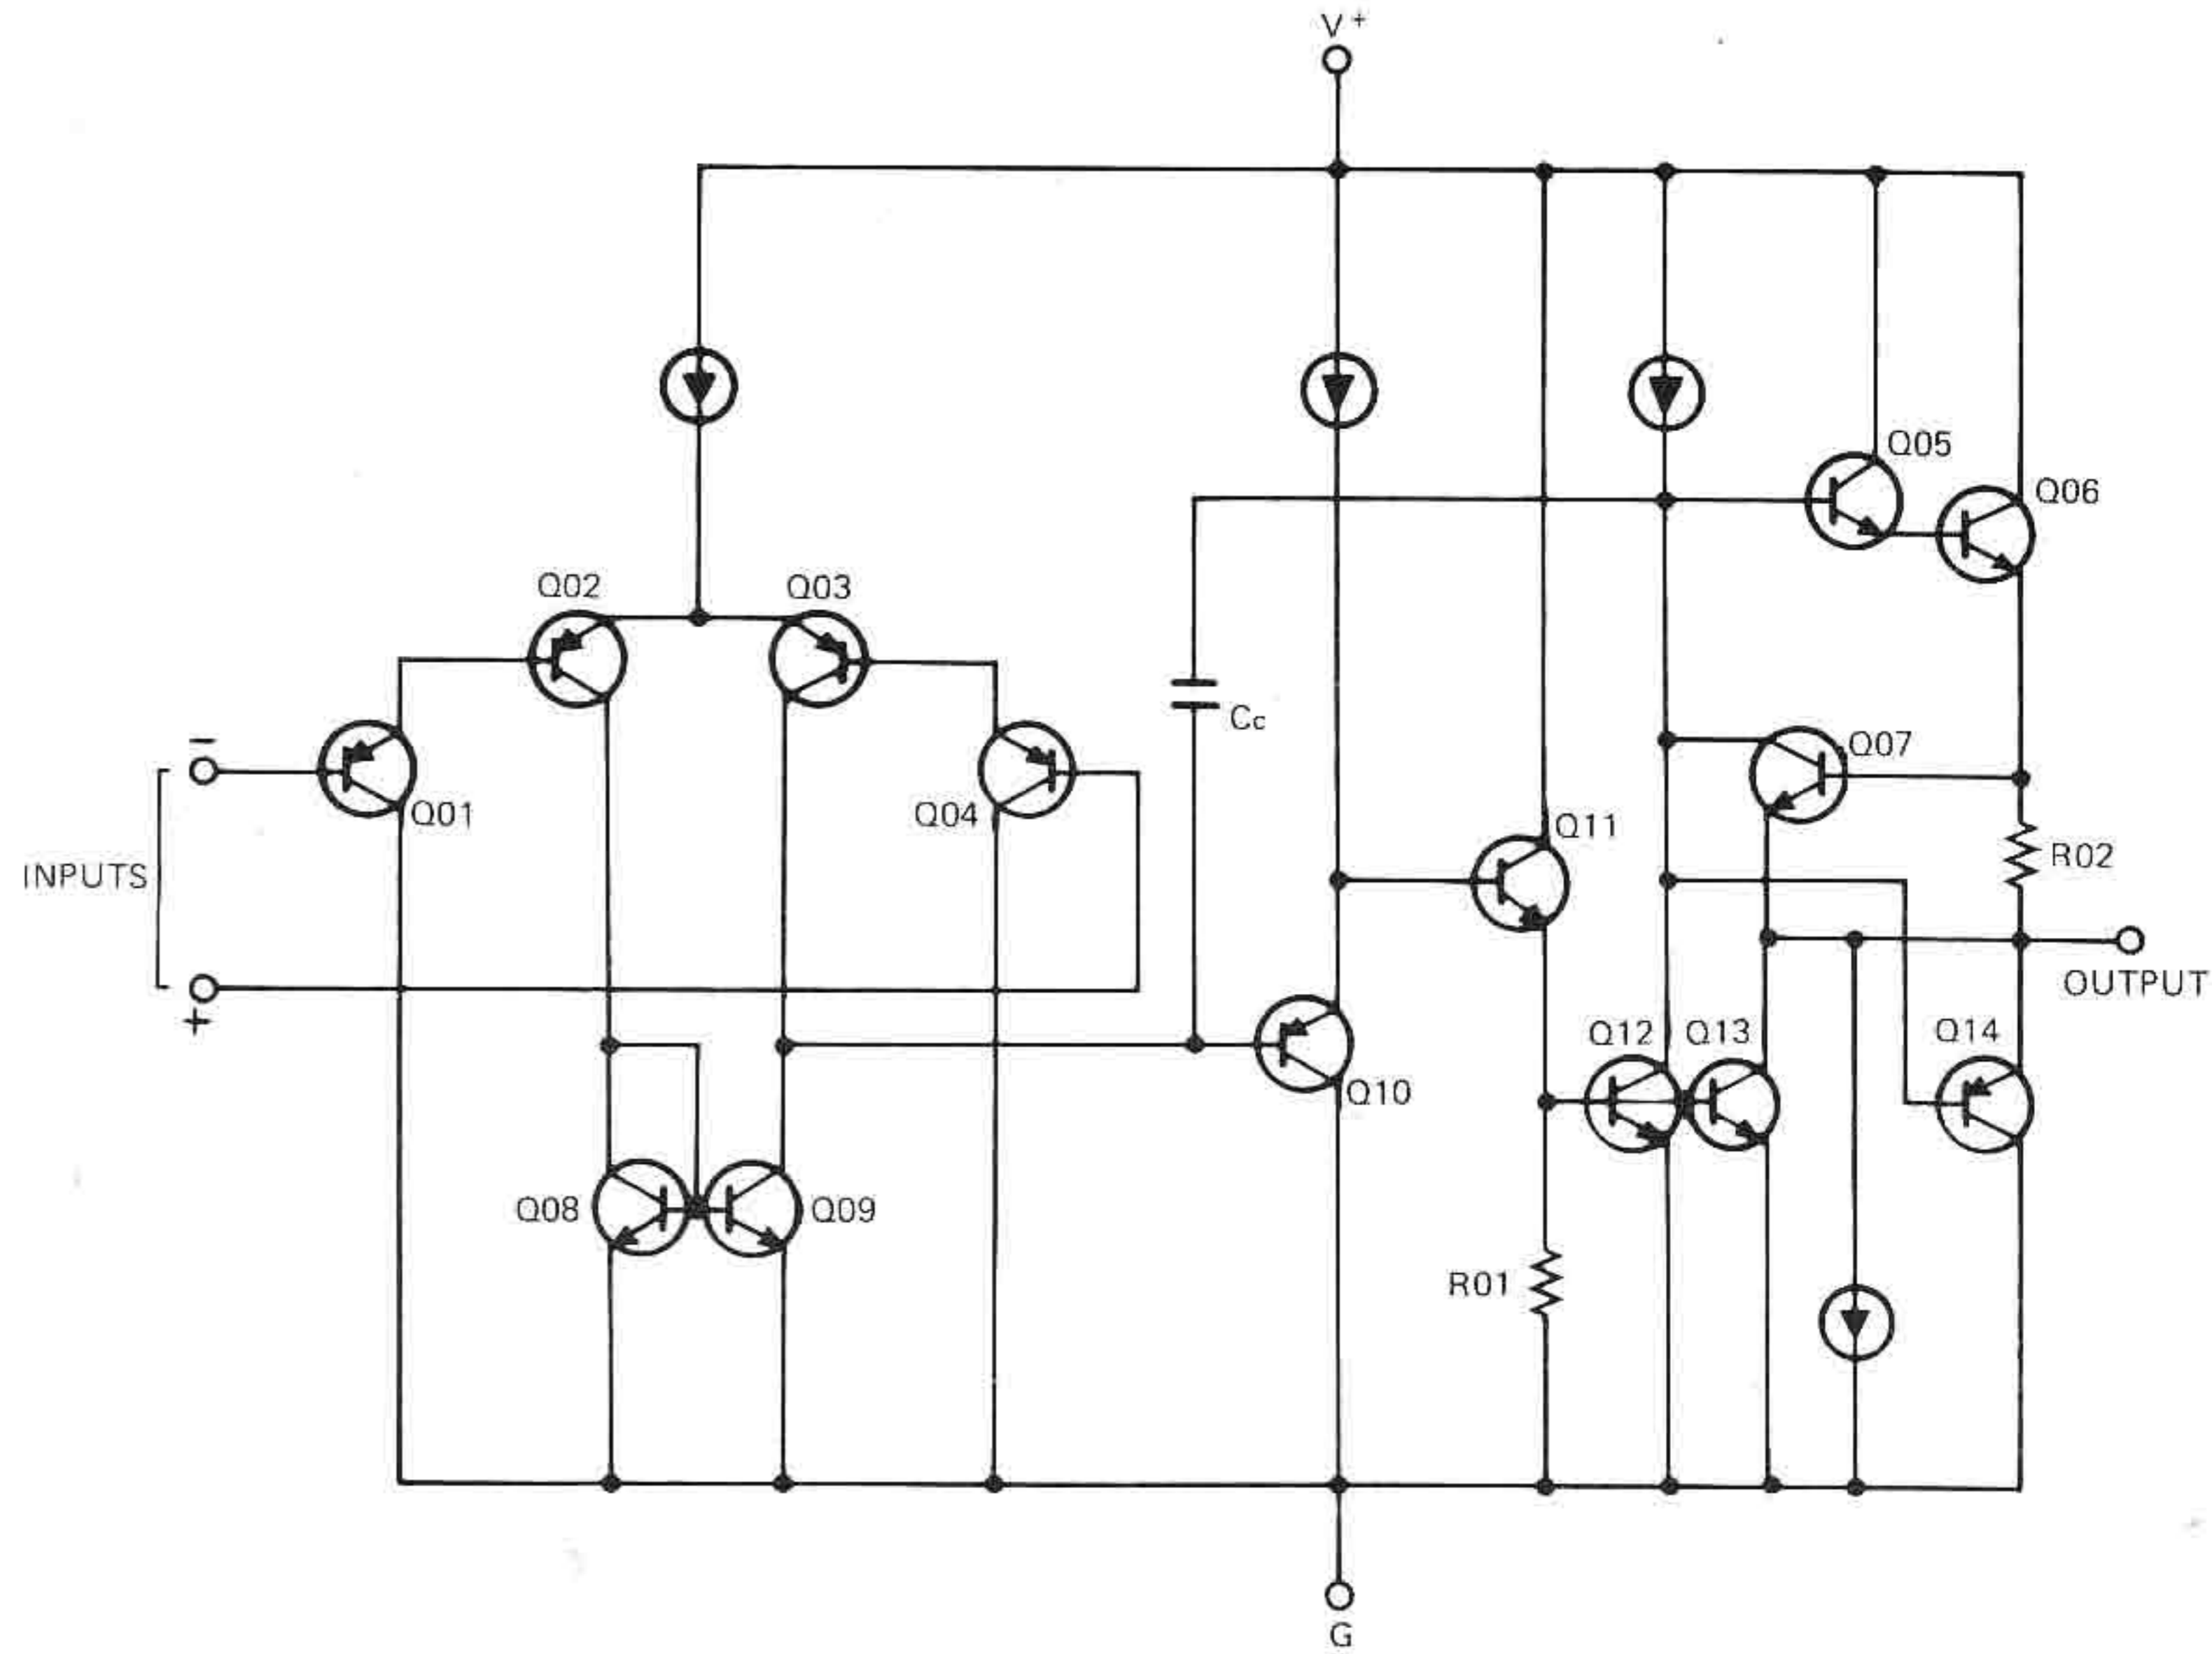 V+
Q05
Q06
Q02
Q03
Cc
Q07
−
Q01
Q04
Q11
R02
INPUTS
OUTPUT
+
Q12
Q13
Q14
Q10
Q08
Q09
R01
G